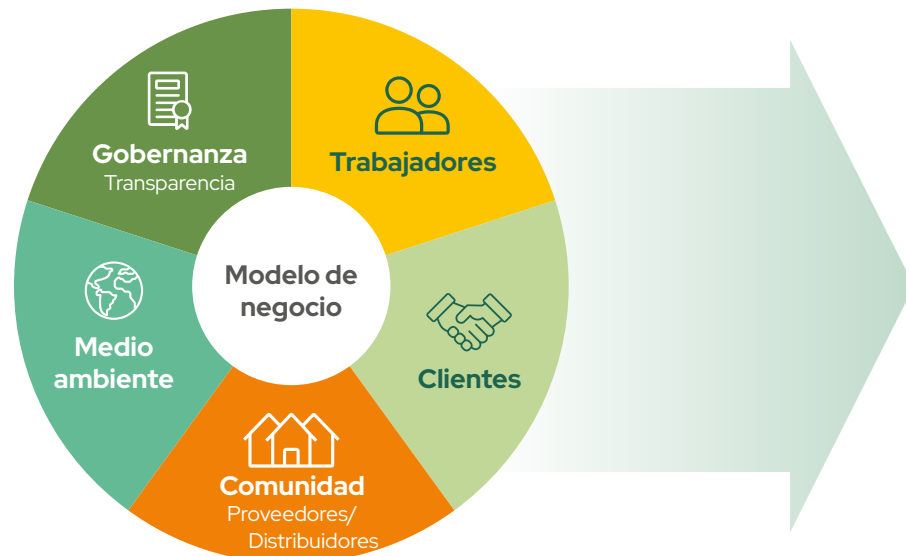 Gobernanza
Transparencia
Trabajadores
Modelo de
negocio
Medio
ambiente
Clientes
Comunidad
Proveedores/
Distribuidores